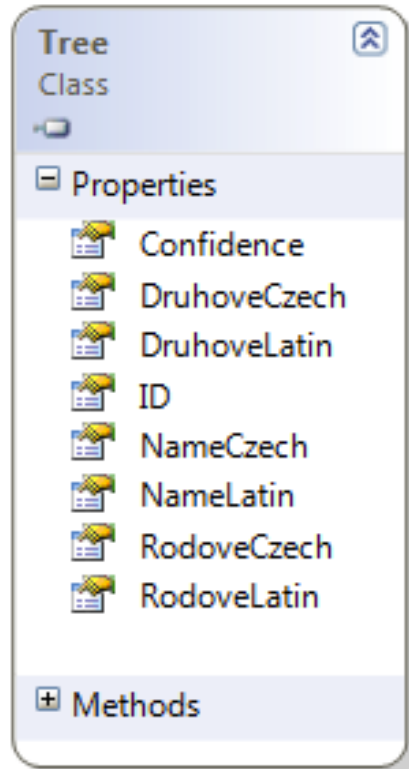 Tree
Class
Properties
Confidence
DruhoveCzech
DruhoveLatin
ID
NameCzech
NameLatin
RodoveCzech
RodoveLatin
Methods